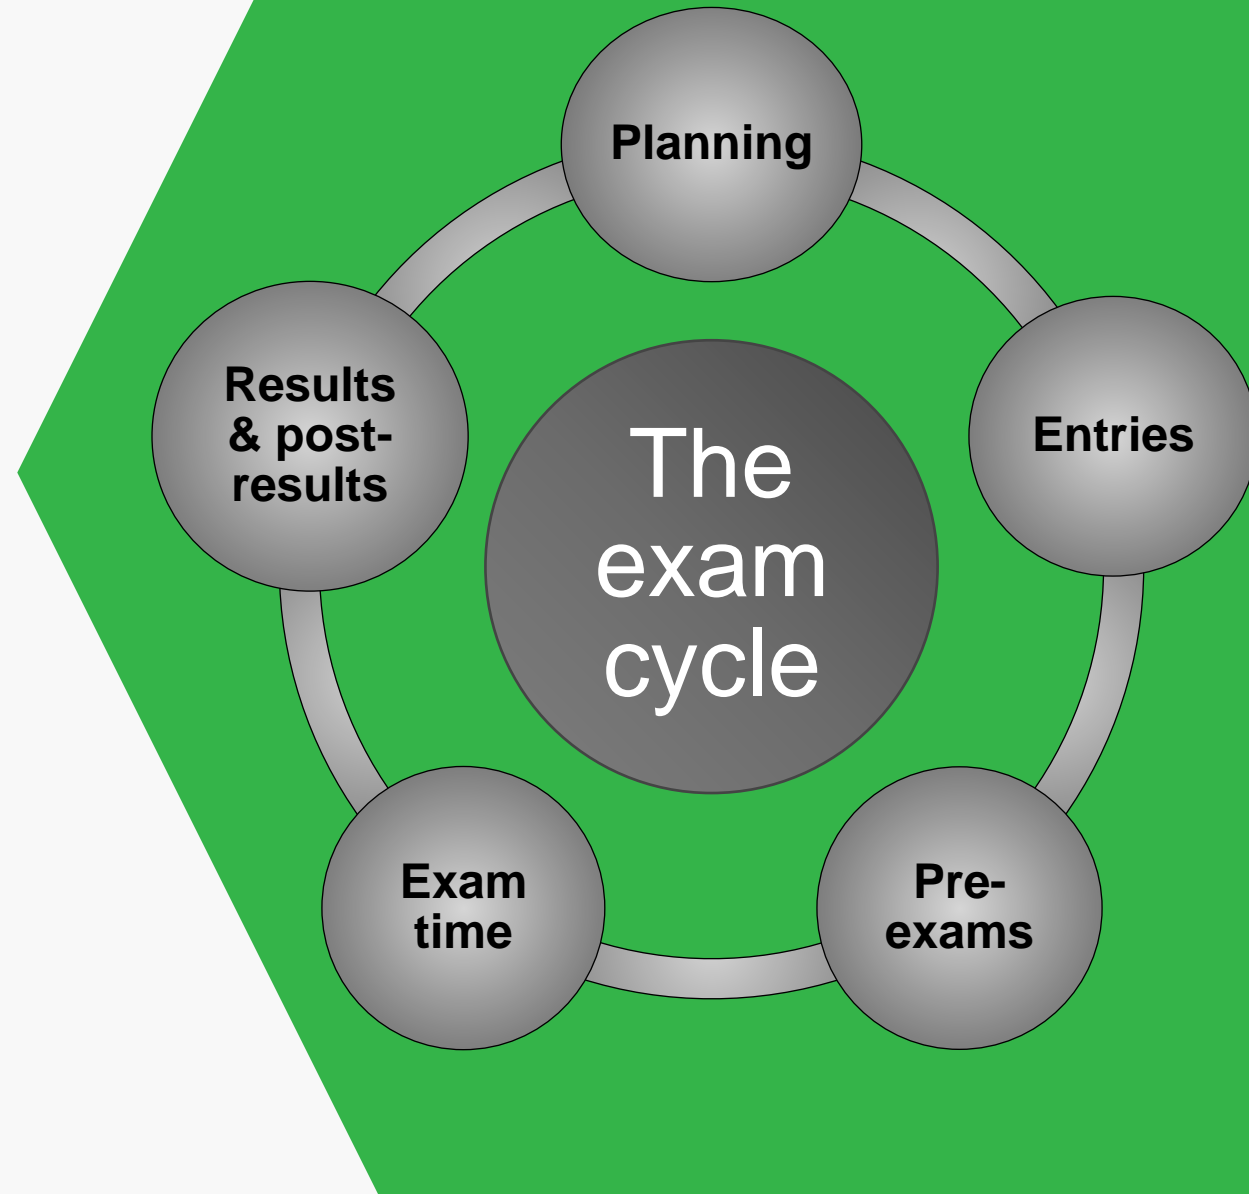 Planning
Entries
Pre-
exams
Exam
time
Results
& post-
results
The
exam
cycle